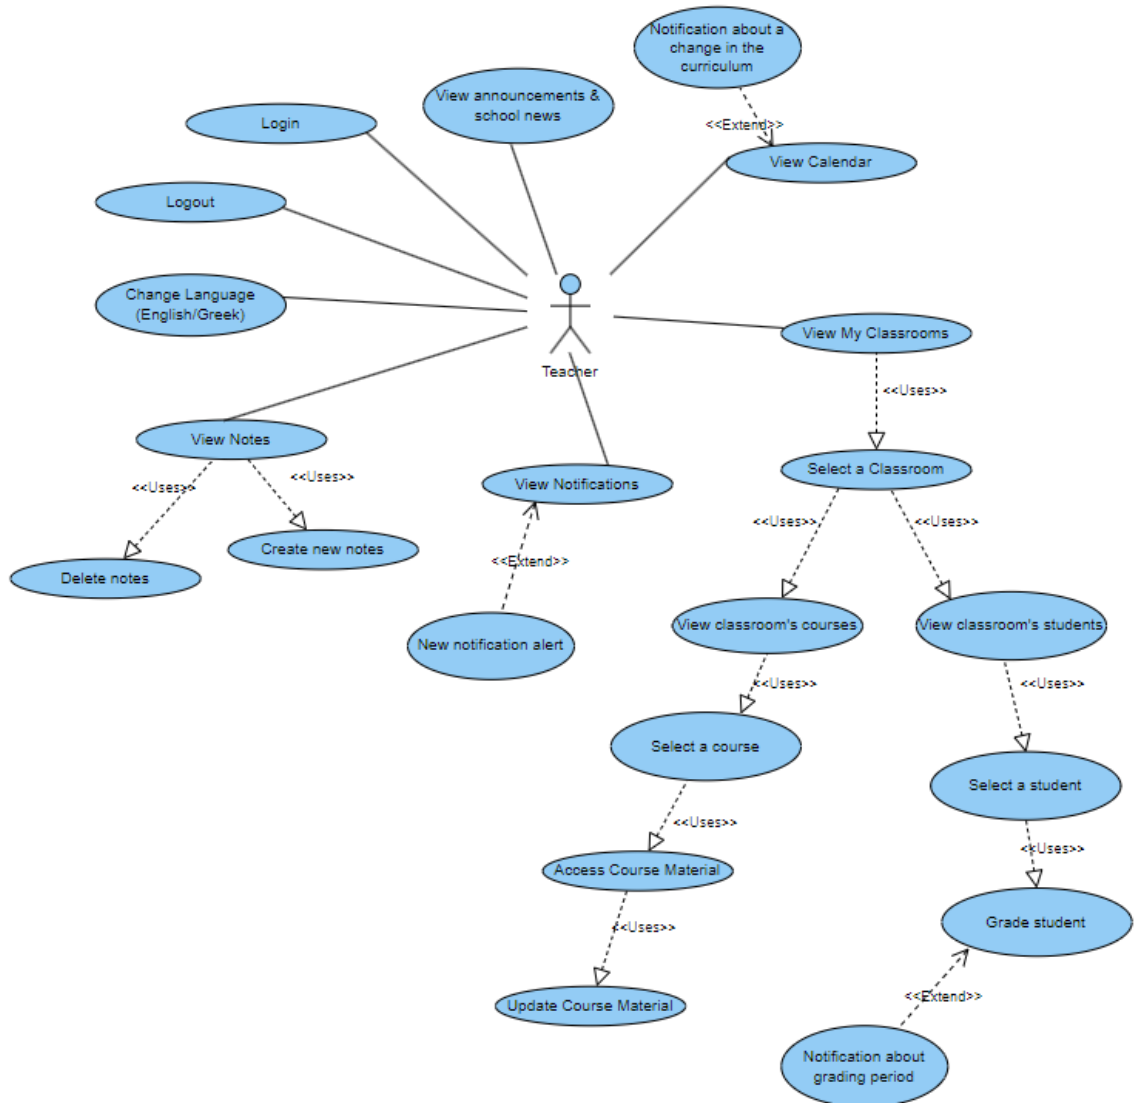 Notification about a
change in the
curriculum
View announcements &
school news
Login
<<Extend>>
View Calendar
Logout
Change Language
(English/Greek)
View My Classrooms
Teacher
<<Uses>>
View Notes
Select a Classroom
<<Uses>>
<<Uses>>
View Notifications
<<Uses>>
<<Uses>>
Create new notes
<<Extend>>
Delete notes
View classroom's courses
View classroom's students
New notification alert
<<Uses>>
<<Uses>>
Select a course
Select a student
<<Uses>>
<<Uses>>
Access Course Material
Grade student
<<Uses>>
<<Extend>>
Update Course Material
Notification about
grading period